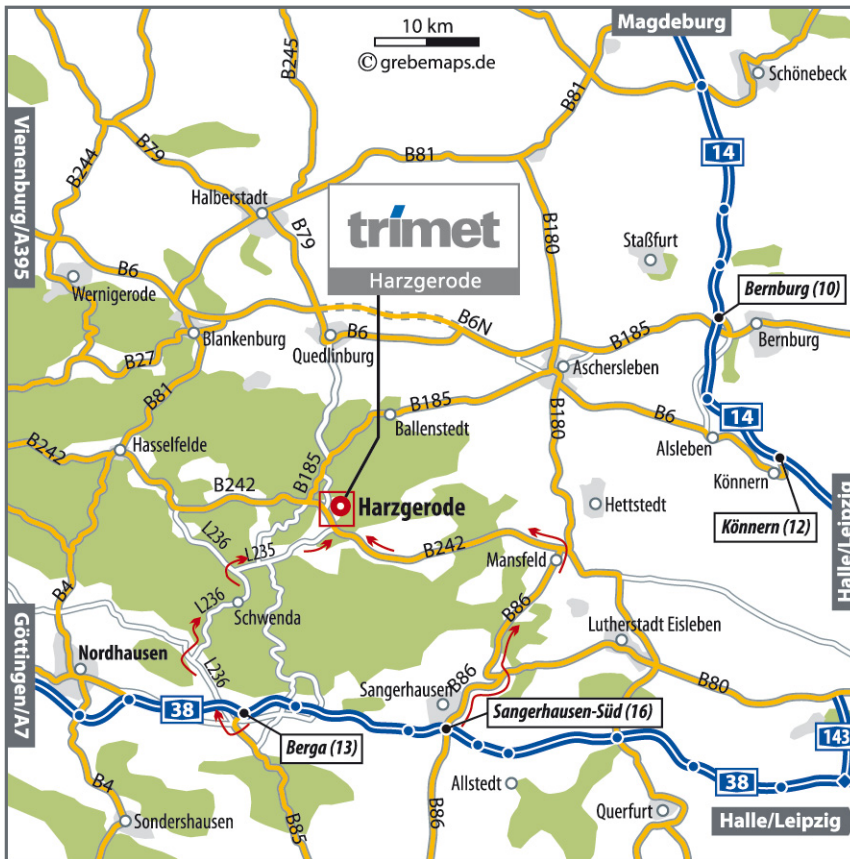 10 km
© grebemaps.de
Magdeburg
Schönebeck
B245
B81
B79
B244
Vienenburg/A395
14
B81
Halberstadt
B79
trimet
Harzgerode
B180
Staßfurt
B6
Wernigerode
Bernburg (10)
B6N
B6
B185
Blankenburg
Quedlinburg
Bernburg
B27
Aschersleben
B81
B185
B6
14
Ballenstedt
B180
Alsleben
B242
Hasselfelde
B185
Können
B242
Harzgerode
Hettstedt
Könnern (12)
Halle/Leipzig
L236
L235
B242
Mansfeld
B4
L236
Schwenda
B86
Göttingen/A7
Lutherstadt Eisleben
Nordhausen
L236
B86
Sangerhausen
B80
38
Sangerhausen-Süd (16)
143
Berga (13)
Allstedt
38
B4
B85
B86
Querfurt
Sondershausen
Halle/Leipzig